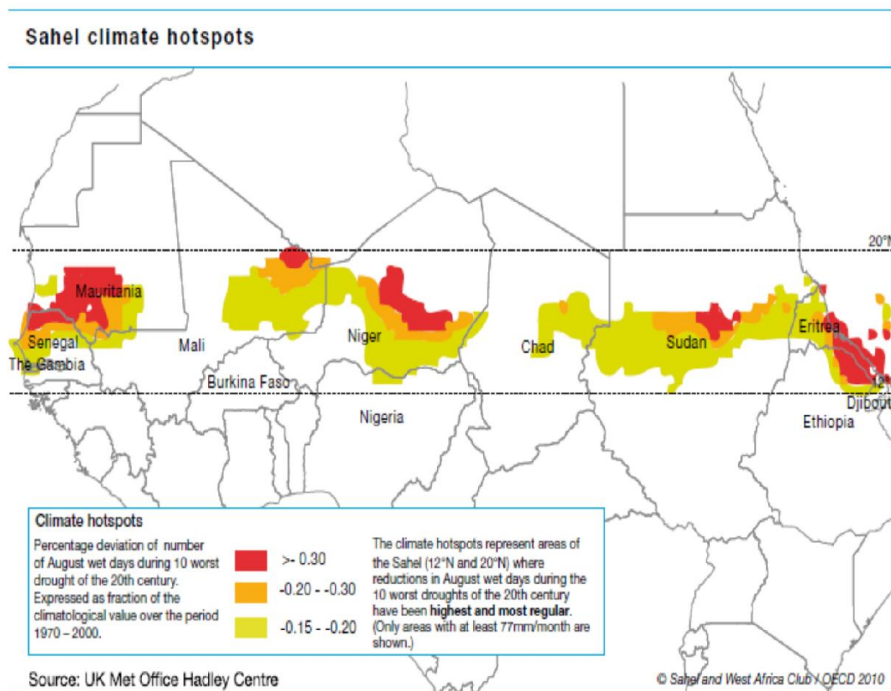 Sahel climate hotspots
20°N
Mauritania
Senegal
The Gambia
Mali
Niger
Burkina Faso
Nigeria
Chad
Sudan
Eritrea
12°
Djibout
Ethiopia
Climate hotspots
Percentage deviation of number
of August wet days during 10 worst
drought of the 20th century.
Expressed as fraction of the
climatological value over the period
1970 – 2000.
>- 0.30
-0.20 - -0.30
-0.15 - -0.20
The climate hotspots represent areas of
the Sahel (12°N and 20°N) where
reductions in August wet days during the
10 worst droughts of the 20th century
have been highest and most regular.
(Only areas with at least 77mm/month are
shown.)
Source: UK Met Office Hadley Centre
© Sahel and West Africa Club / OECD 2010